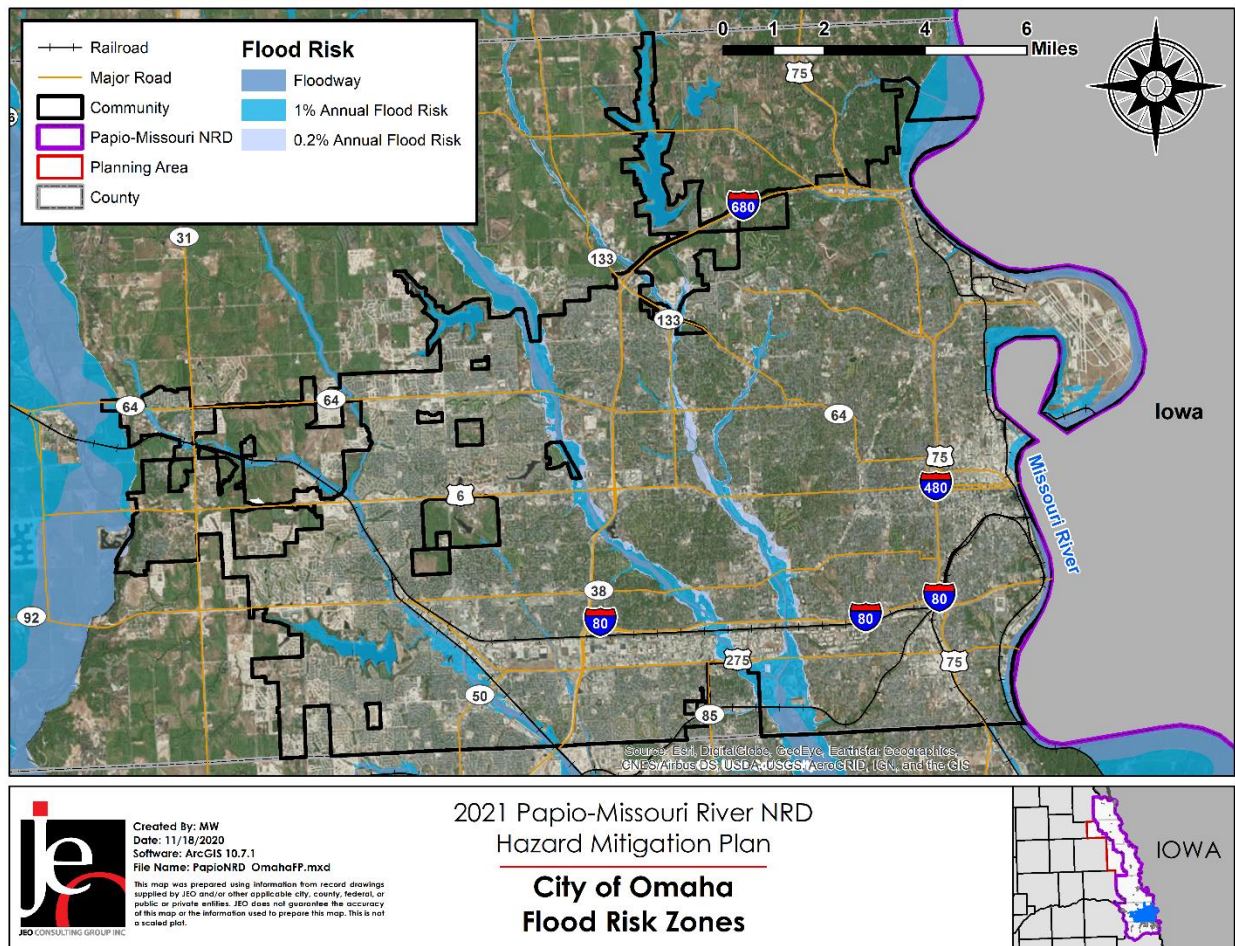 Railroad
Major Road
Community
Papio-Missouri NRD
Planning Area
County
Flood Risk
Floodway
1% Annual Flood Risk
0.2% Annual Flood Risk
0 1 2 4 6
Miles
75
680
31
133
133
64
64
64
Iowa
75
480
6
Missouri River
38
80
80
80
92
275
75
50
85
Source: Esri, DigitalGlobe, GeoEye, Earthstar Geographics,
CNES/Airbus DS, USDA, USGS, AeroGRID, IGN, and the GIS
jeo
JEO CONSULTING GROUP INC
Created By: MW
Date: 11/18/2020
Software: ArcGIS 10.7.1
File Name: PapioNRD_OmahaFP.mxd
This map was prepared using information from record drawings
supplied by JEO and/or other applicable city, county, federal, or
public or private entities. JEO does not guarantee the accuracy
of this map or the information used to prepare this map. This is not
a scaled plat.
2021 Papio-Missouri River NRD
Hazard Mitigation Plan
City of Omaha
Flood Risk Zones
IOWA